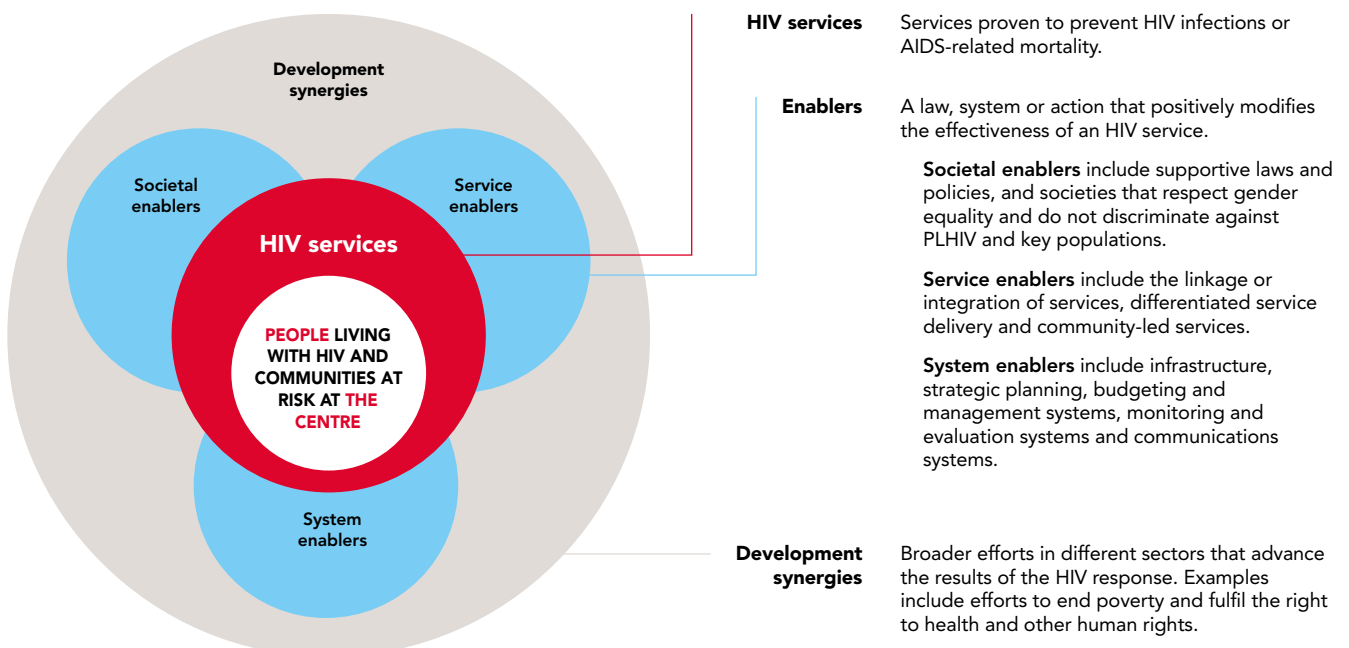 Development
synergies
Societal
enablers
Service
enablers
HIV services
PEOPLE LIVING
WITH HIV AND
COMMUNITIES AT
RISK AT THE
CENTRE
System
enablers
HIV services
Services proven to prevent HIV infections or
AIDS-related mortality.
Enablers
A law, system or action that positively modifies
the effectiveness of an HIV service.
Societal enablers include supportive laws and
policies, and societies that respect gender
equality and do not discriminate against
PLHIV and key populations.
Service enablers include the linkage or
integration of services, differentiated service
delivery and community-led services.
System enablers include infrastructure,
strategic planning, budgeting and
management systems, monitoring and
evaluation systems and communications
systems.
Development
synergies
Broader efforts in different sectors that advance
the results of the HIV response. Examples
include efforts to end poverty and fulfil the right
to health and other human rights.